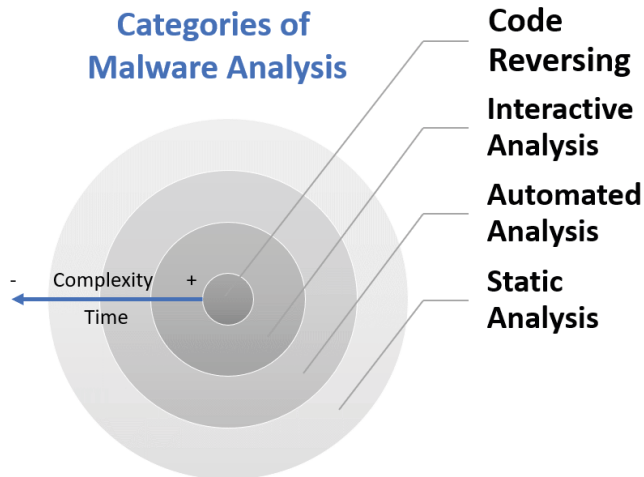 Categories of
Malware Analysis
Code
Reversing
Interactive
Analysis
Automated
Analysis
Static
Analysis
- Complexity +
Time